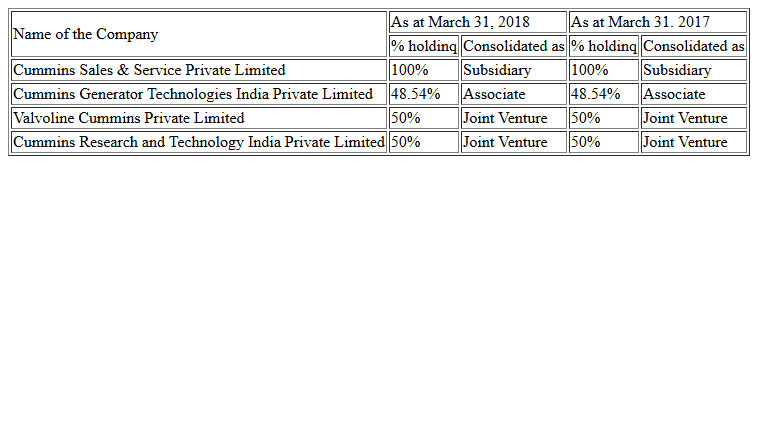 Name of the Company As at March 31, 2018 As at March 31. 2017
% holdinq Consolidated as % holdinq Consolidated as
Cummins Sales & Service Private Limited 100% Subsidiary 100% Subsidiary
Cummins Generator Technologies India Private Limited 48.54% Associate 48.54% Associate
Valvoline Cummins Private Limited 50% Joint Venture 50% Joint Venture
Cummins Research and Technology India Private Limited 50% Joint Venture 50% Joint Venture